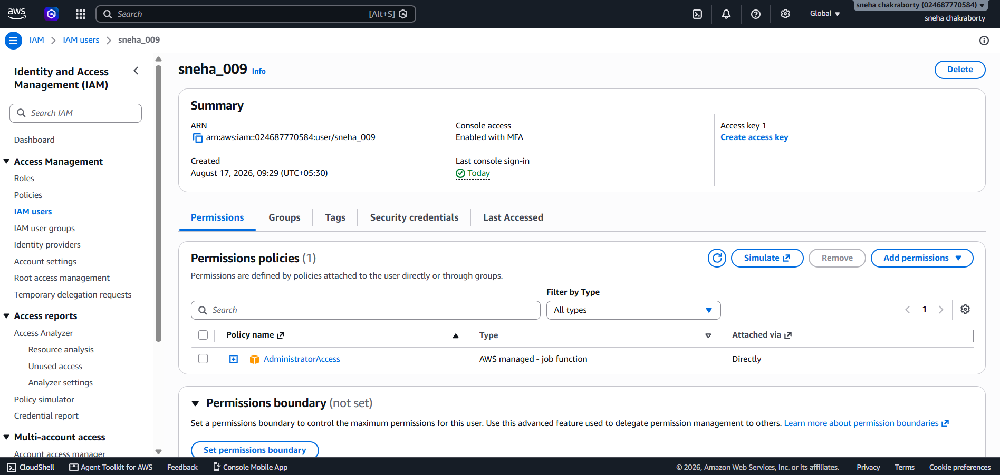 aws
Search [Alt+S]
Global
sneha chakraborty (024687770584)
sneha chakraborty
IAM
IAM users
sneha_009
Identity and Access
Management (IAM)
Search IAM
Dashboard
Access Management
Roles
Policies
IAM users
IAM user groups
Identity providers
Account settings
Root access management
Temporary delegation requests
Access reports
Access Analyzer
Resource analysis
Unused access
Analyzer settings
Policy simulator
Credential report
Multi-account access
Account access manager
sneha_009 Info
Delete
Summary
ARN
arn:aws:iam::024687770584:user/sneha_009
Created
August 17, 2026, 09:29 (UTC+05:30)
Console access
Enabled with MFA
Last console sign-in
Today
Access key 1
Create access key
Permissions Groups Tags Security credentials Last Accessed
Permissions policies (1)
Simulate
Remove
Add permissions
Permissions are defined by policies attached to the user directly or through groups.
Filter by Type
Search
All types
1
Policy name Type Attached via
AdministratorAccess AWS managed - job function Directly
Permissions boundary (not set)
Set a permissions boundary to control the maximum permissions for this user. Use this advanced feature used to delegate permission management to others. Learn more about permission boundaries
Set permissions boundary
CloudShell Agent Toolkit for AWS Feedback Console Mobile App © 2026, Amazon Web Services, Inc. or its affiliates. Privacy Terms Cookie preferences